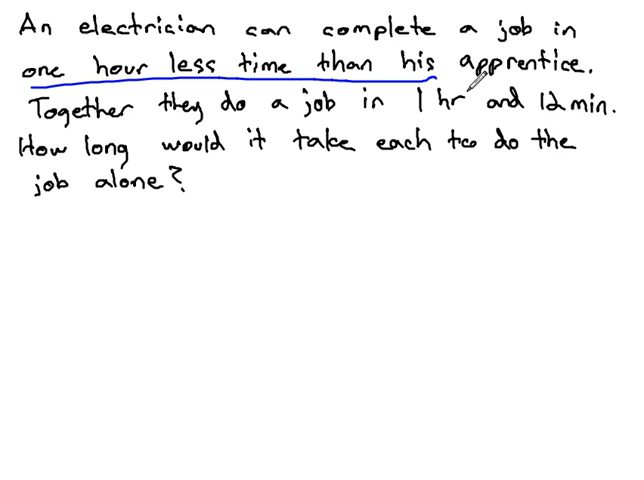 An electrician can complete a job in
one hour less time than his apprentice.
Together they do a job in 1 hr and 12 min.
How long would it take each to do the
job alone?